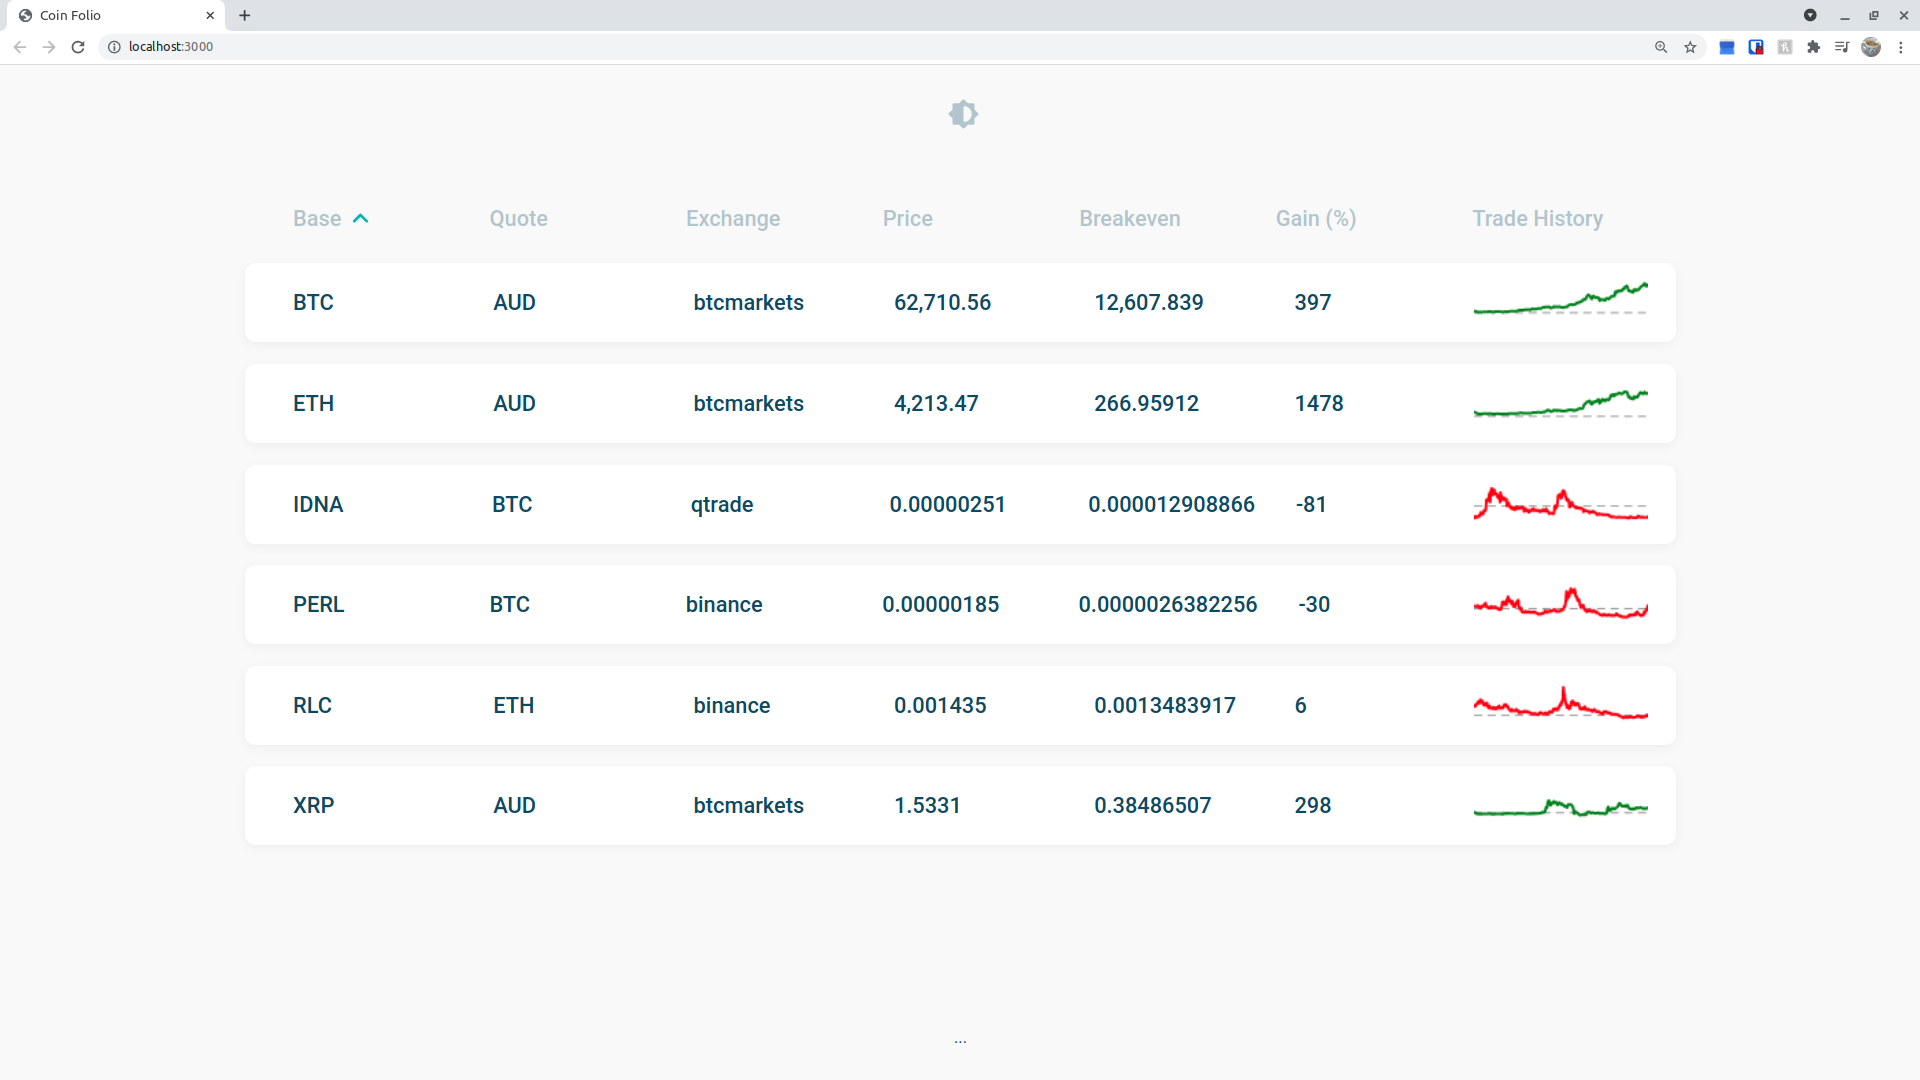 Coin Folio
localhost:3000
Base Quote Exchange Price Breakeven Gain (%) Trade History
BTC AUD btcmarkets 62,710.56 12,607.839 397
ETH AUD btcmarkets 4,213.47 266.95912 1478
IDNA BTC qtrade 0.00000251 0.000012908866 -81
PERL BTC binance 0.00000185 0.0000026382256 -30
RLC ETH binance 0.001435 0.0013483917 6
XRP AUD btcmarkets 1.5331 0.38486507 298
...